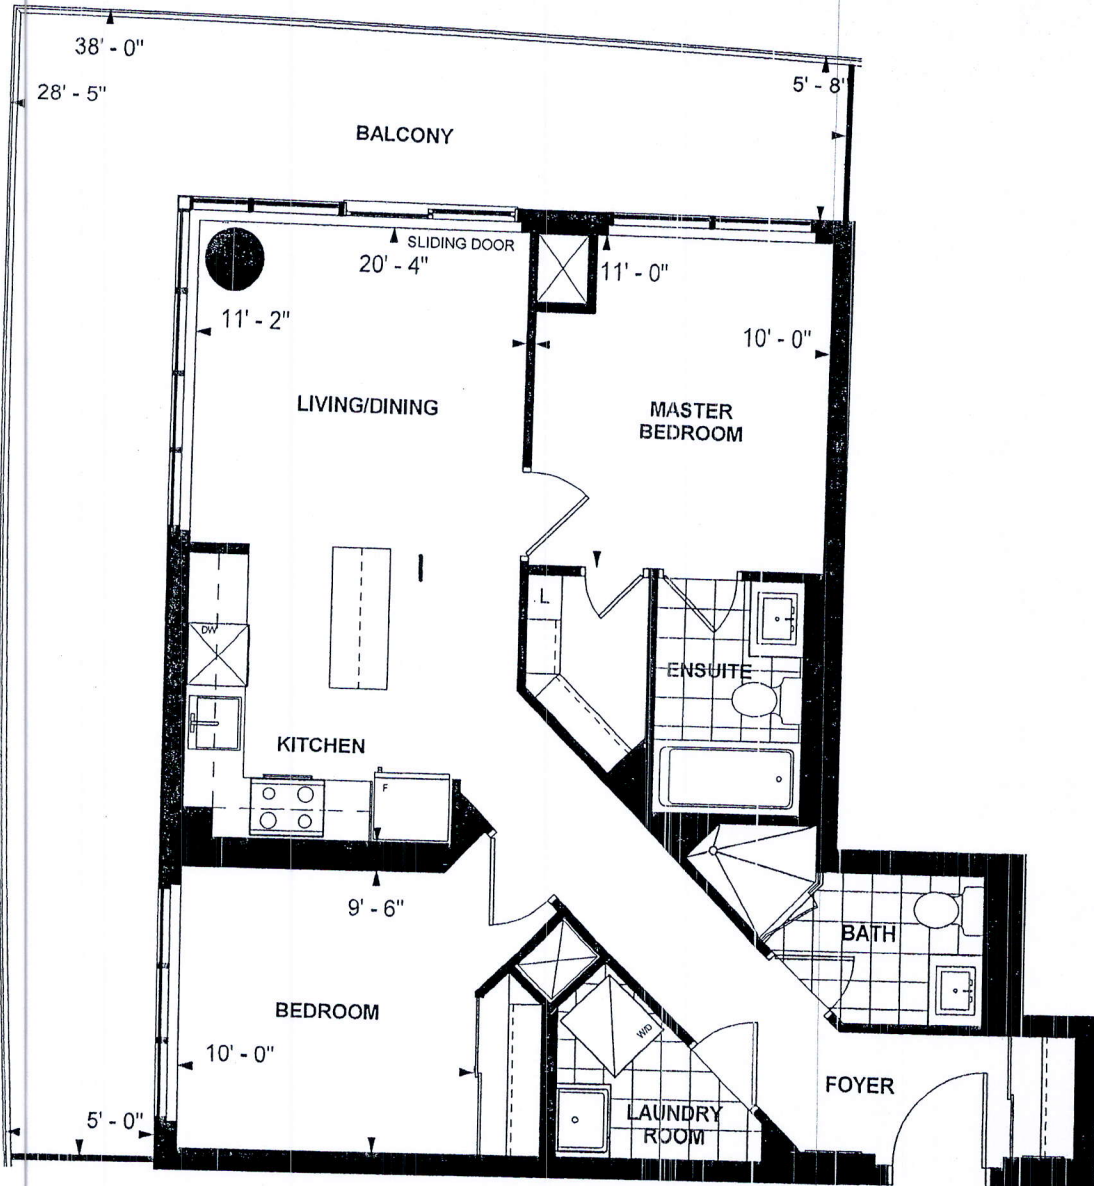 38' - 0"
28' - 5"
5' - 8"
BALCONY
SLIDING DOOR
20' - 4"
11' - 0"
11' - 2"
10' - 0"
LIVING/DINING
MASTER
BEDROOM
L
DW
ENSUITE
KITCHEN
F
9' - 6"
BATH
BEDROOM
W/D
10' - 0"
FOYER
5' - 0"
LAUNDRY
ROOM